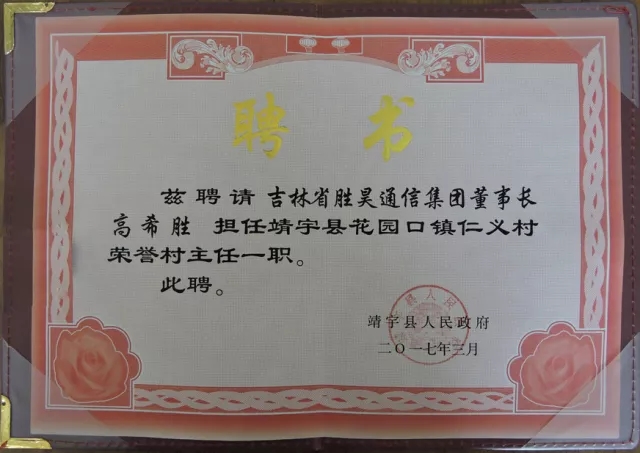 聘书
兹聘请 吉林省胜昊通信集团董事长
高希胜 担任靖宇县花园口镇仁义村
荣誉村主任一职。
此聘。
靖宇县人民政府
二〇一七年三月